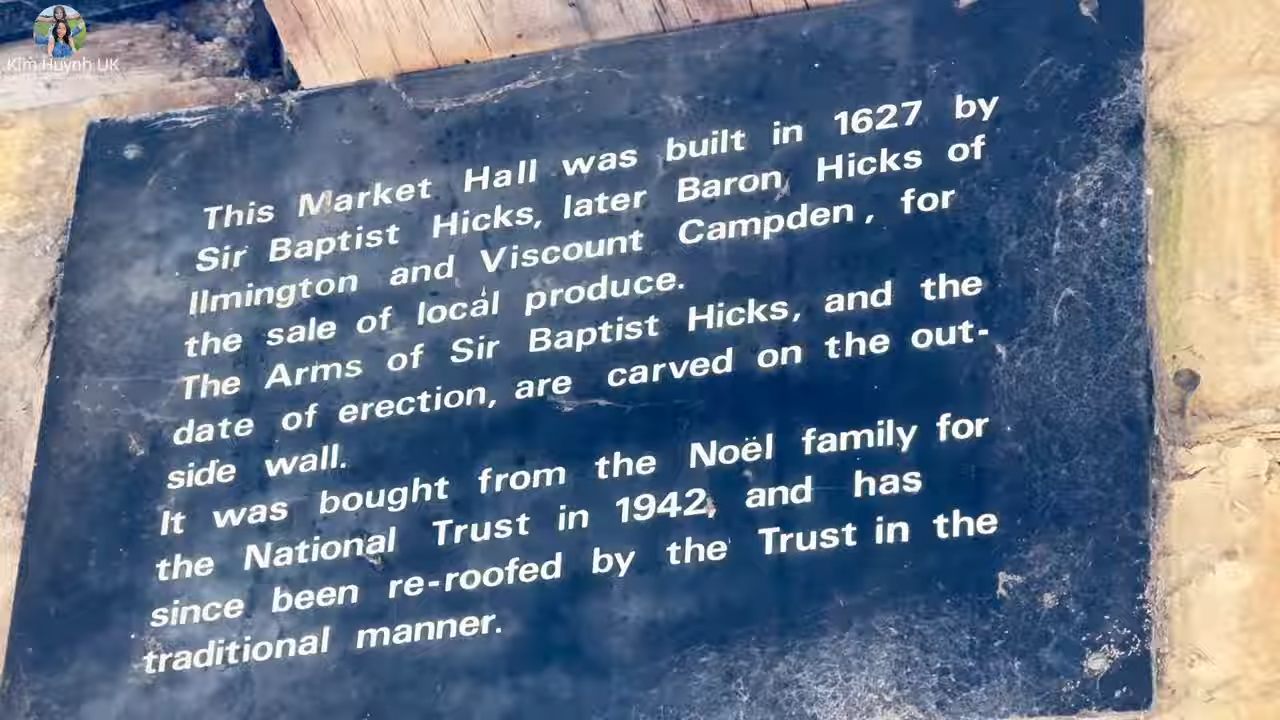 Kim Huynh UK
This Market Hall was built in 1627 by
Sir Baptist Hicks, later Baron Hicks of
Ilmington and Viscount Campden, for
the sale of local produce.
The Arms of Sir Baptist Hicks, and the
date of erection, are carved on the out-
side wall.
It was bought from the Noël family for
the National Trust in 1942, and has
since been re-roofed by the Trust in the
traditional manner.